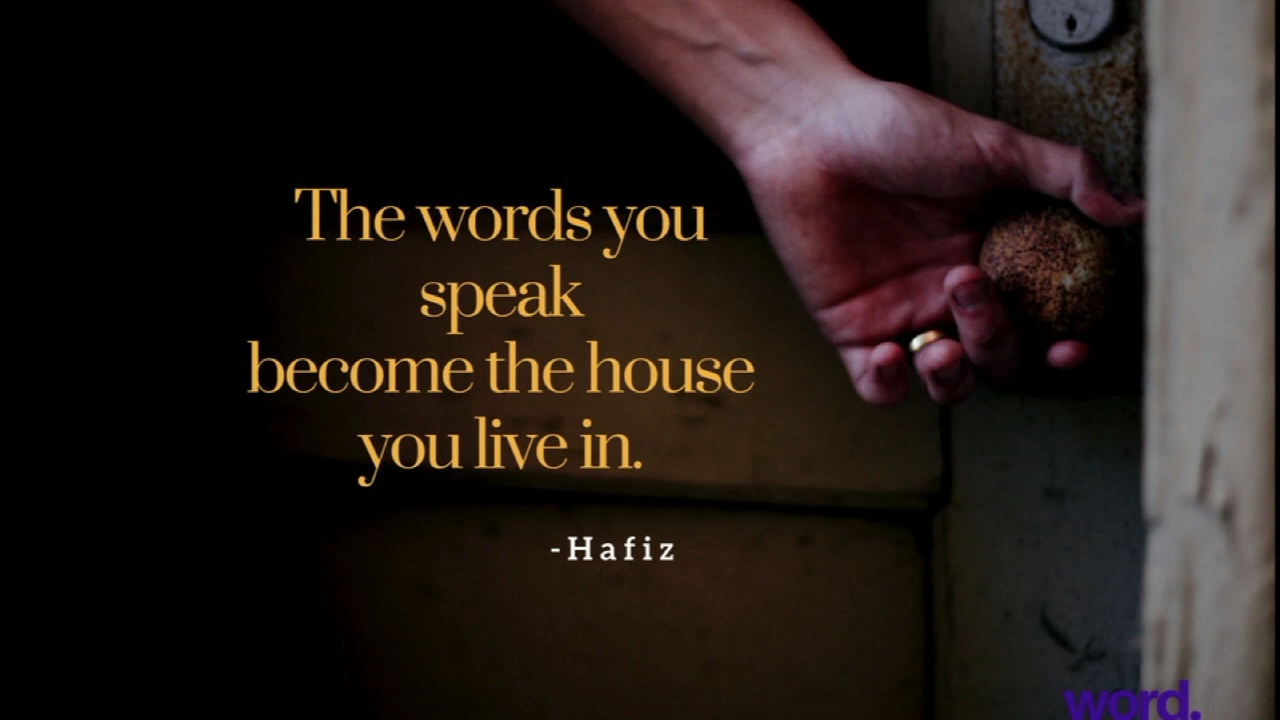 The words you
speak
become the house
you live in.
-Hafiz
word.